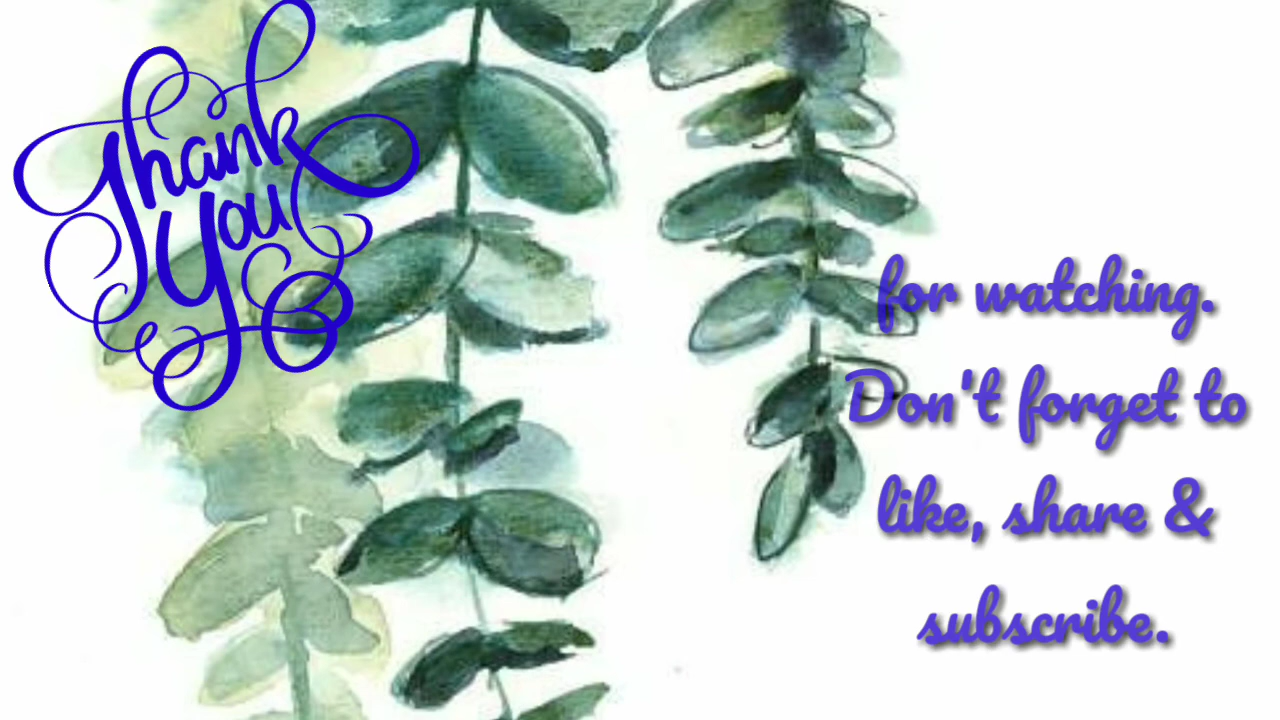 Thank
You
for watching.
Don't forget to
like, share &
subscribe.